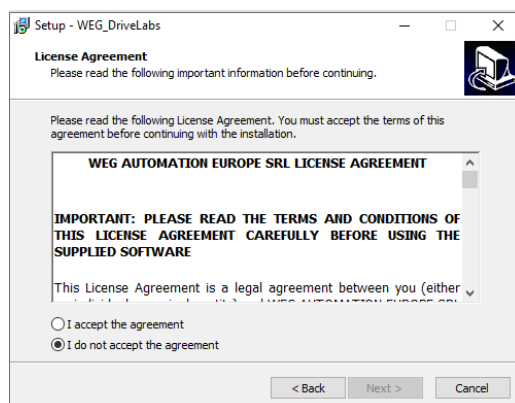 Setup - WEG_DriveLabs
License Agreement
Please read the following important information before continuing.
Please read the following License Agreement. You must accept the terms of this
agreement before continuing with the installation.
WEG AUTOMATION EUROPE SRL LICENSE AGREEMENT
IMPORTANT: PLEASE READ THE TERMS AND CONDITIONS OF
THIS LICENSE AGREEMENT CAREFULLY BEFORE USING THE
SUPPLIED SOFTWARE
This License Agreement is a legal agreement between you (either
I accept the agreement
I do not accept the agreement
< Back
Next >
Cancel